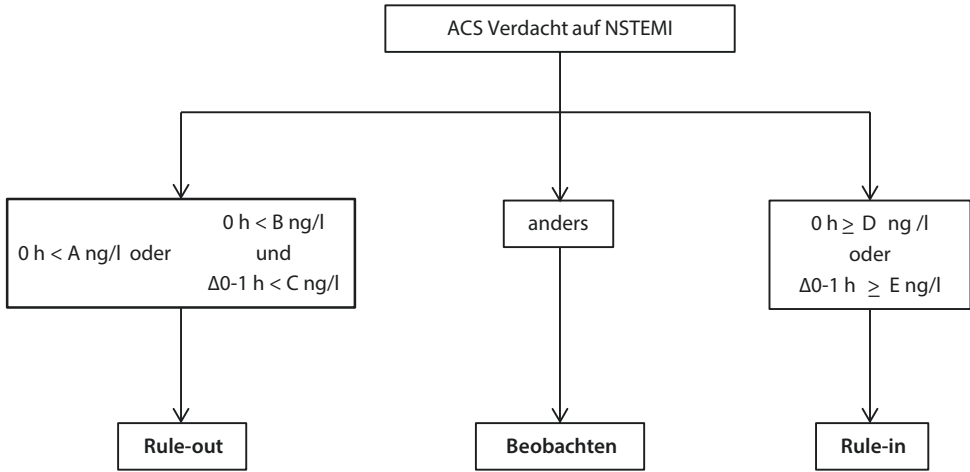 ACS Verdacht auf NSTEMI
0 h < A ng/l oder
0 h < B ng/l
und
Δ0-1 h < C ng/l
anders
0 h ≥ D ng /l
oder
Δ0-1 h ≥ E ng/l
Rule-out
Beobachten
Rule-in